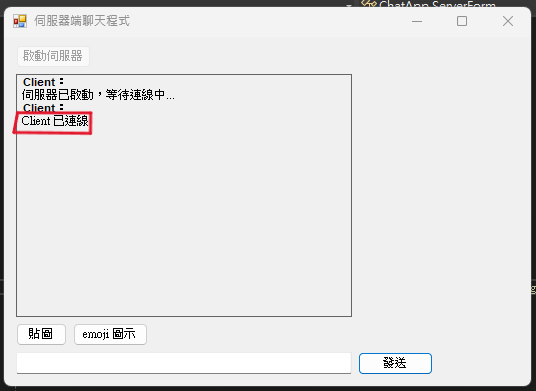 ChatApp.ServerForm
伺服器端聊天程式
啟動伺服器
Client：
伺服器已啟動，等待連線中...
Client：
Client 已連線
貼圖
emoji 圖示
發送